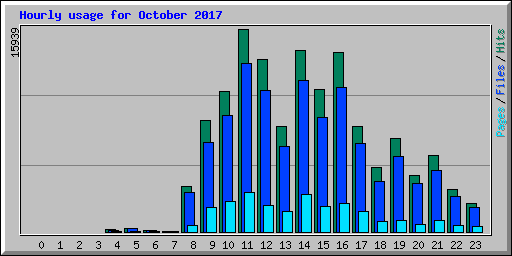 Hourly usage for October 2017
15939
Pages/Files/Hits
0 1 2 3 4 5 6 7 8 9 10 11 12 13 14 15 16 17 18 19 20 21 22 23